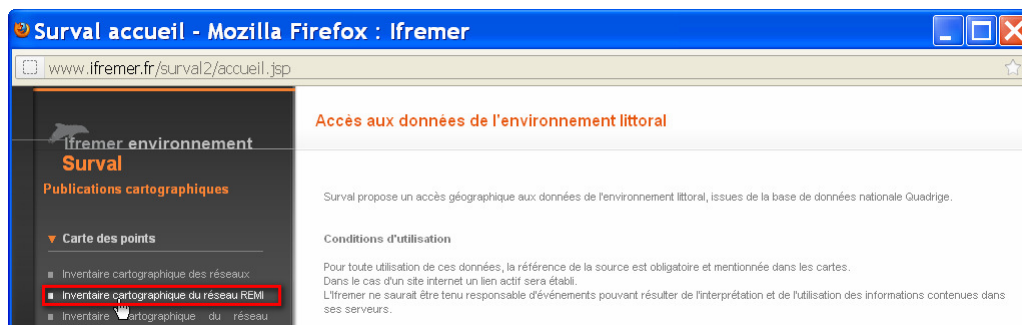 Surval accueil - Mozilla Firefox : Ifremer
www.ifremer.fr/surval2/accueil.jsp
Ifremer environnement
Surval
Publications cartographiques
Carte des points
Inventaire cartographique des réseaux
Inventaire cartographique du réseau REMI
Inventaire cartographique du réseau
Accès aux données de l'environnement littoral
Surval propose un accès géographique aux données de l'environnement littoral, issues de la base de données nationale Quadrige.
Conditions d'utilisation
Pour toute utilisation de ces données, la référence de la source est obligatoire et mentionnée dans les cartes.
Dans le cas d'un site internet un lien actif sera établi.
L'Ifremer ne saurait être tenu responsable d'événements pouvant résulter de l'interprétation et de l'utilisation des informations contenues dans
ses serveurs.